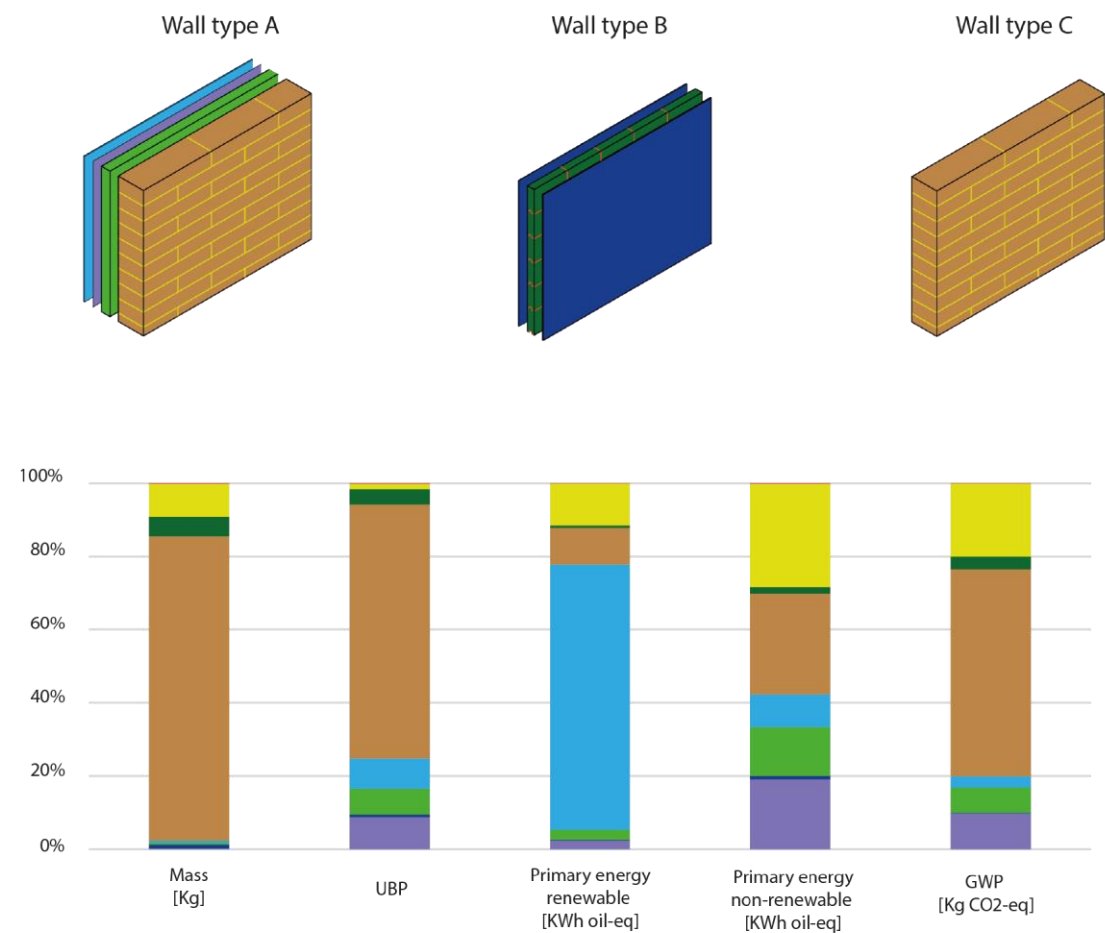 Wall type A
Wall type B
Wall type C
100%
80%
60%
40%
20%
0%
Mass
[Kg]
UBP
Primary energy
renewable
[KWh oil-eq]
Primary energy
non-renewable
[KWh oil-eq]
GWP
[Kg CO2-eq]